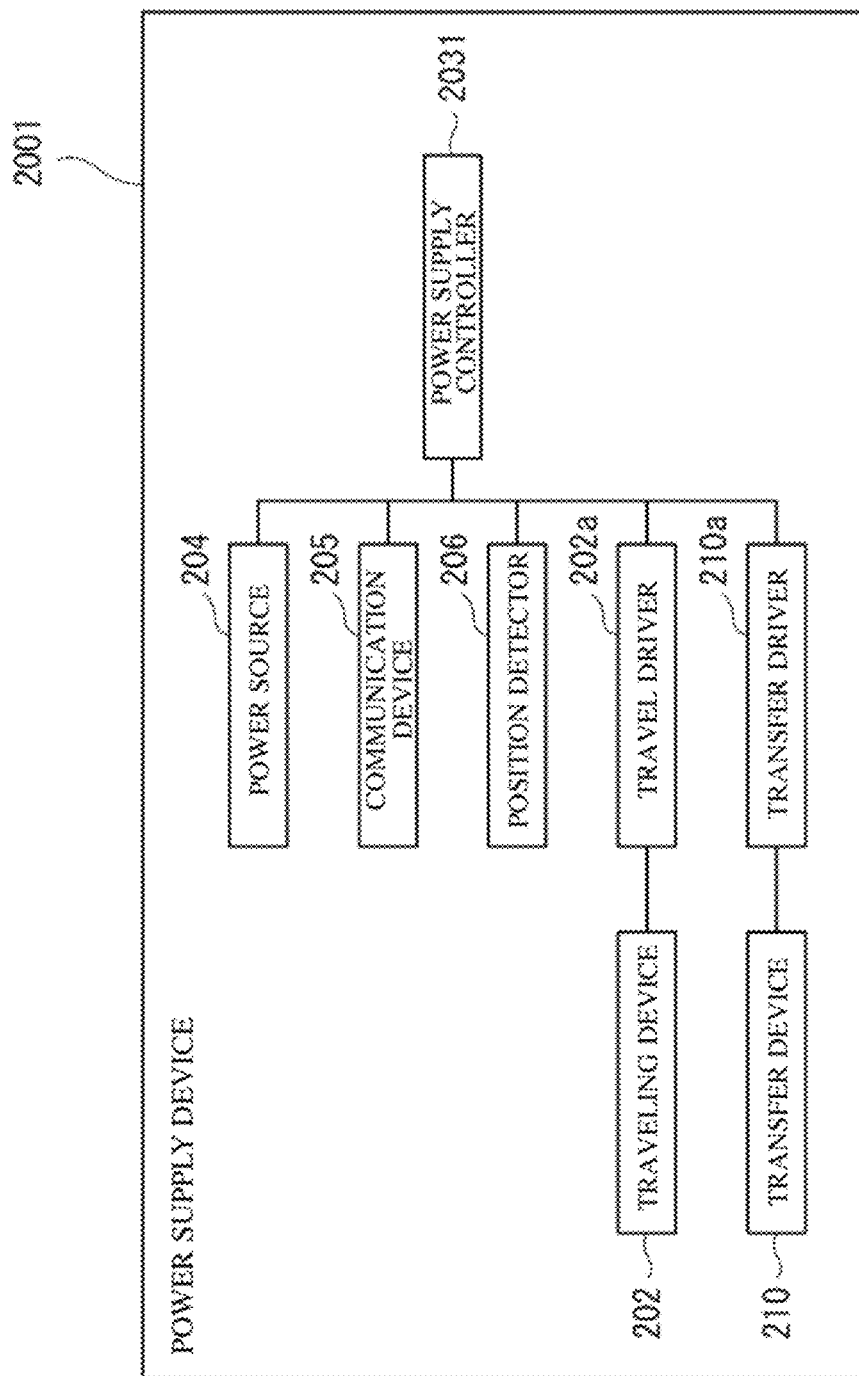 2001
POWER SUPPLY DEVICE
204
POWER SOURCE
205
COMMUNICATION
DEVICE
2031
POWER SUPPLY
CONTROLLER
206
POSITION DETECTOR
202
TRAVELING DEVICE
202a
TRAVEL DRIVER
210
TRANSFER DEVICE
210a
TRANSFER DRIVER